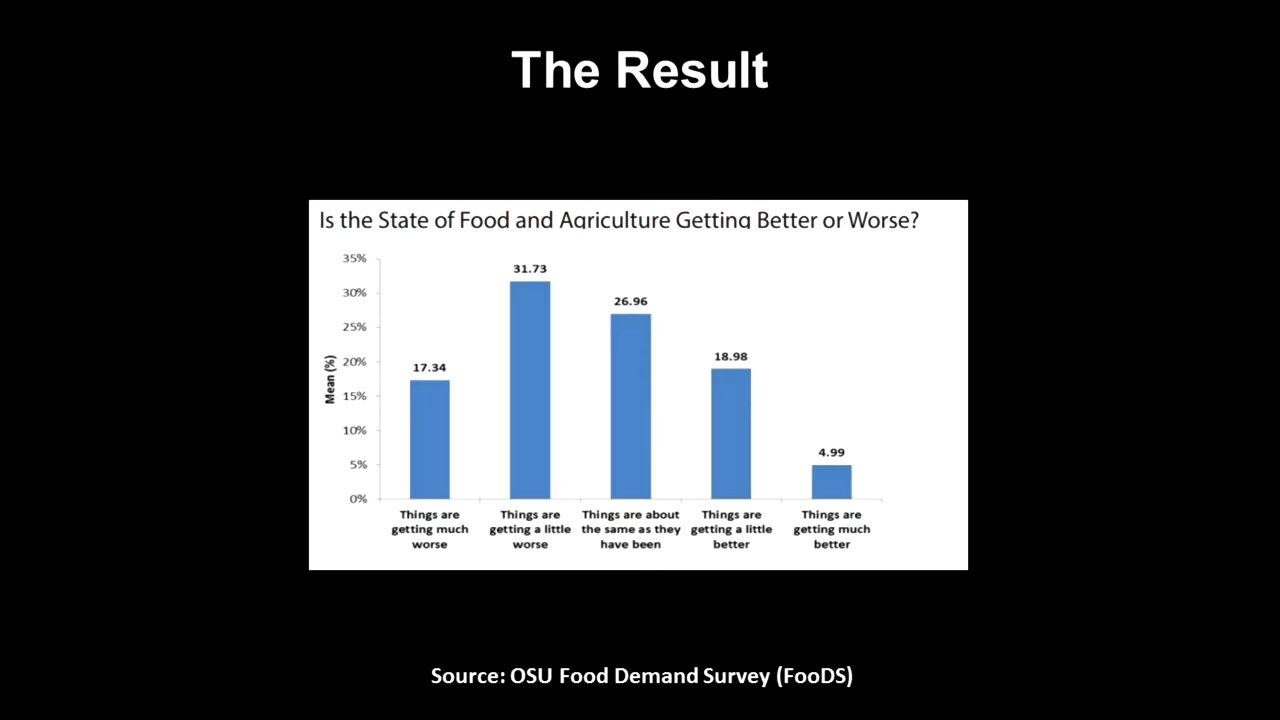 The Result
Is the State of Food and Agriculture Getting Better or Worse?
35%
30%
25%
20%
15%
10%
5%
0%
Mean (%)
17.34
31.73
26.96
18.98
4.99
Things are
getting much
worse
Things are
getting a little
worse
Things are about
the same as they
have been
Things are
getting a little
better
Things are
getting much
better
Source: OSU Food Demand Survey (FooDS)